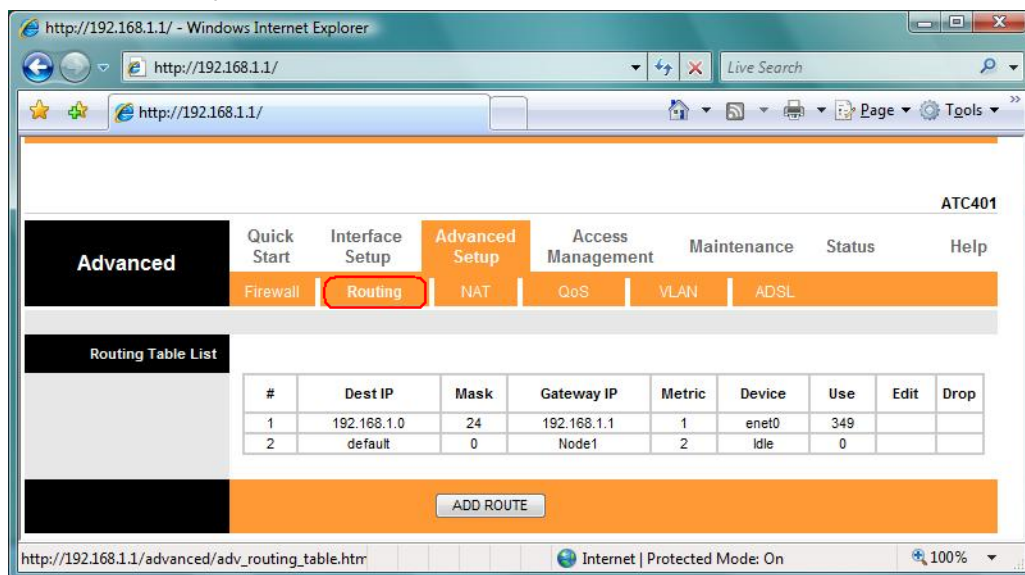 http://192.168.1.1/ - Windows Internet Explorer
http://192.168.1.1/ Live Search
http://192.168.1.1/ Page Tools »
ATC401
Advanced
Quick Start Interface Setup Advanced Setup Access Management Maintenance Status Help
Firewall Routing NAT QoS VLAN ADSL
Routing Table List
# Dest IP Mask Gateway IP Metric Device Use Edit Drop
1 192.168.1.0 24 192.168.1.1 1 enet0 349
2 default 0 Node1 2 Idle 0
ADD ROUTE
http://192.168.1.1/advanced/adv_routing_table.htm Internet | Protected Mode: On 100%